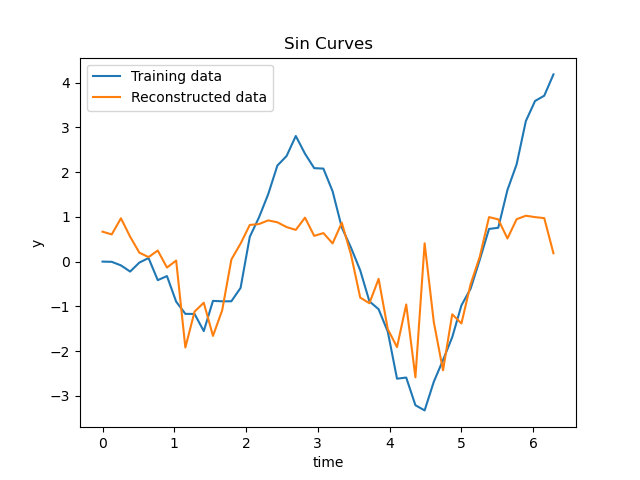 Sin Curves
Training data
Reconstructed data
y
4
3
2
1
0
−1
−2
−3
0 1 2 3 4 5 6
time